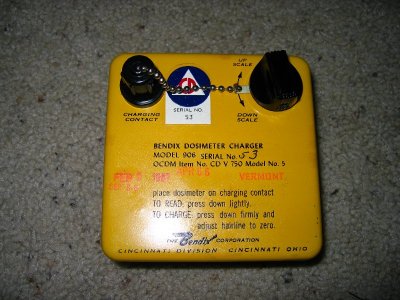 CD
SERIAL NO.
53
UP
SCALE
CHARGING
CONTACT
DOWN
SCALE
BENDIX DOSIMETER CHARGER
MODEL 906 SERIAL No. 53
OCDM Item No. CD V 750 Model No. 5
VERMONT
place dosimeter on charging contact
TO READ: press down lightly.
TO CHARGE: press down firmly and
adjust hairline to zero.
THE Bendix CORPORATION
CINCINNATI DIVISION CINCINNATI OHIO